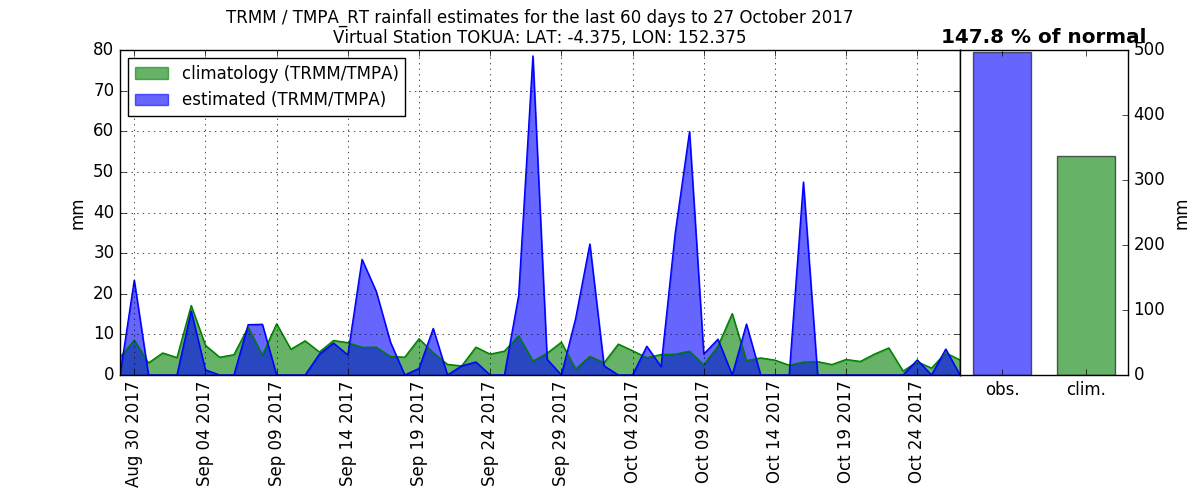 TRMM / TMPA_RT rainfall estimates for the last 60 days to 27 October 2017
Virtual Station TOKUA: LAT: -4.375, LON: 152.375
147.8 % of normal
climatology (TRMM/TMPA)
estimated (TRMM/TMPA)
80
70
60
50
40
30
20
10
0
mm
Aug 30 2017
Sep 04 2017
Sep 09 2017
Sep 14 2017
Sep 19 2017
Sep 24 2017
Sep 29 2017
Oct 04 2017
Oct 09 2017
Oct 14 2017
Oct 19 2017
Oct 24 2017
500
400
300
200
100
0
mm
obs.
clim.